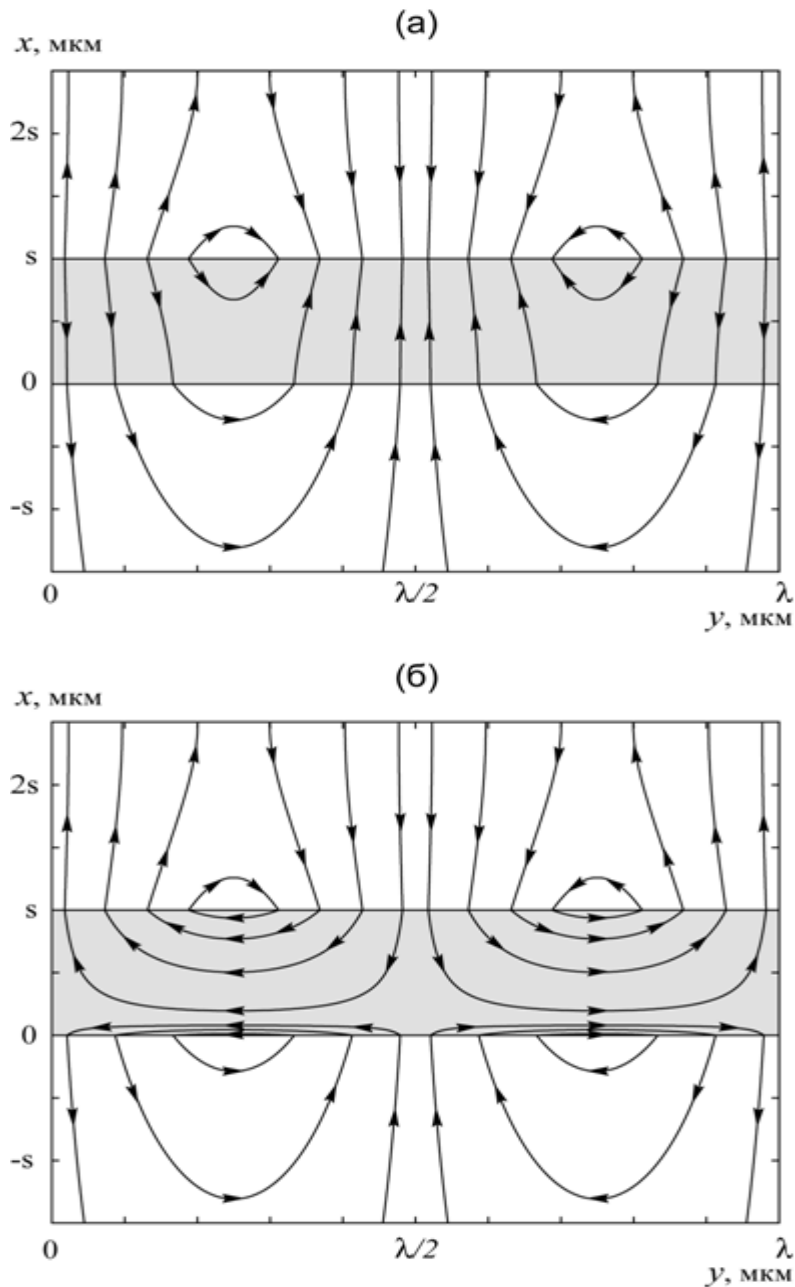 (а)
x, мкм
2s
s
0
-s
0 λ/2 λ
y, мкм
(б)
x, мкм
2s
s
0
-s
0 λ/2 λ
y, мкм